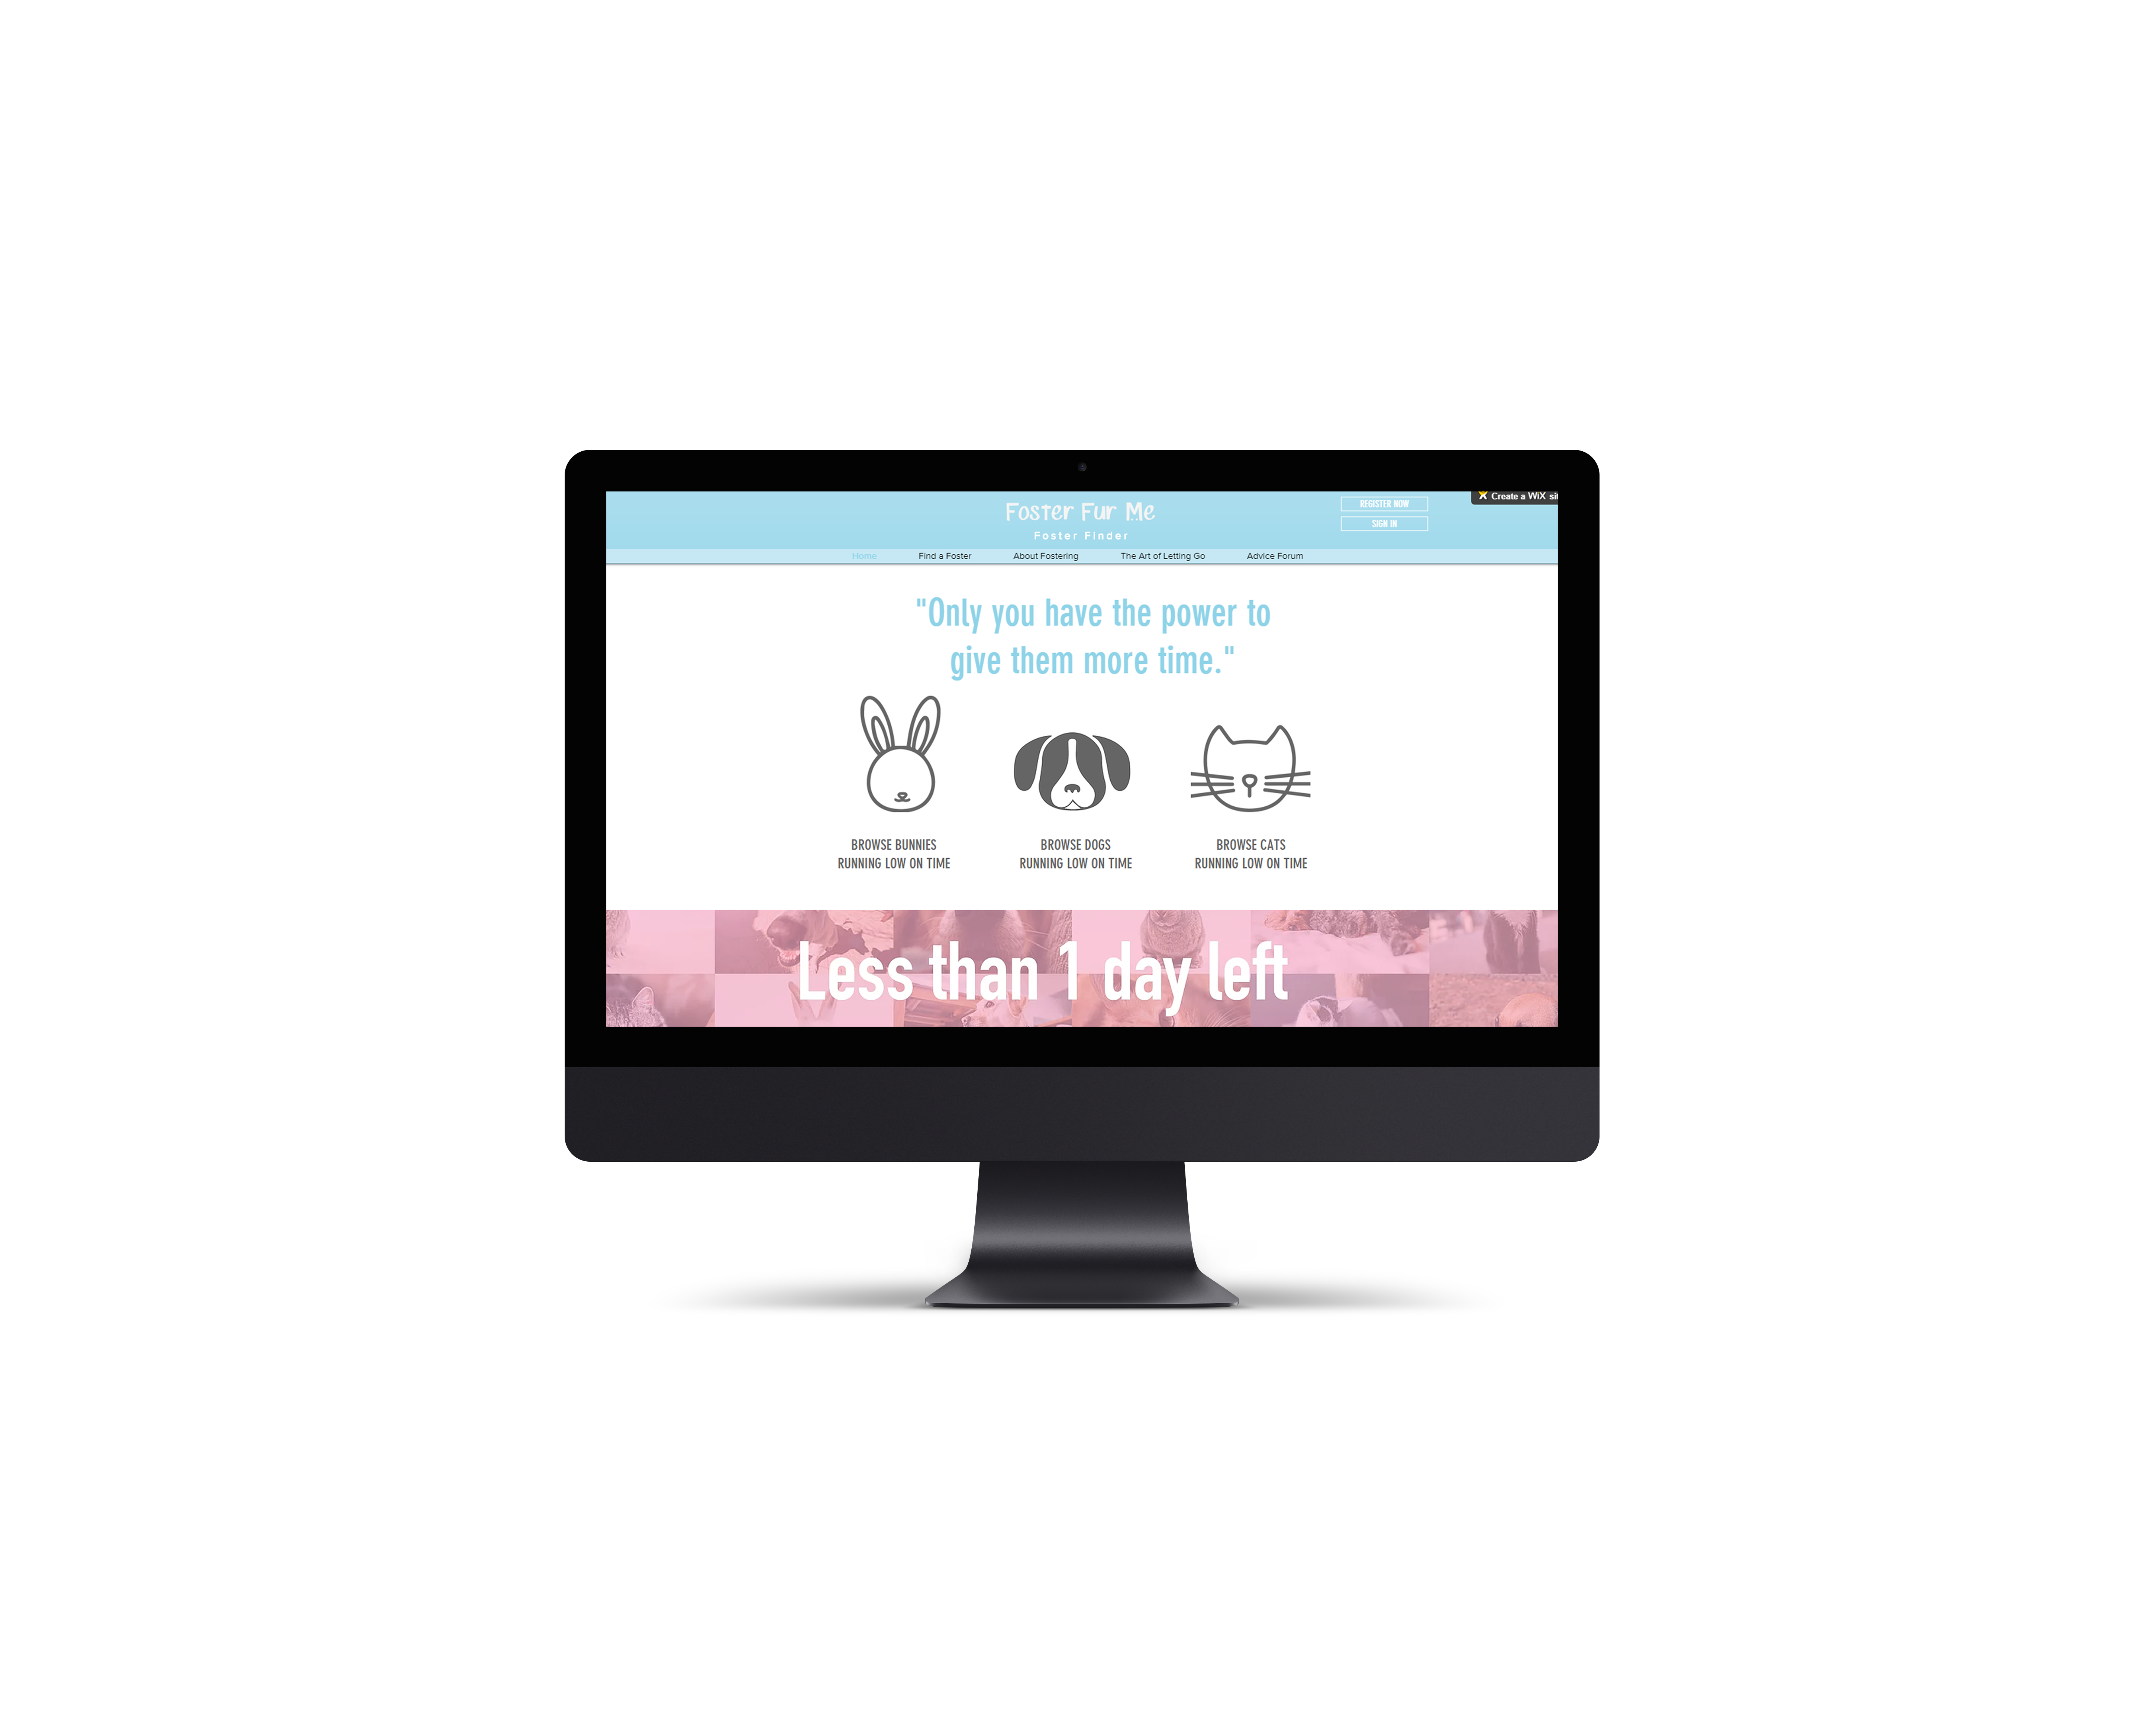 Foster Fur Me
Foster Finder
REGISTER NOW
SIGN IN
Create a WiX sit
Home
Find a Foster
About Fostering
The Art of Letting Go
Advice Forum
"Only you have the power to
give them more time."
BROWSE BUNNIES
RUNNING LOW ON TIME
BROWSE DOGS
RUNNING LOW ON TIME
BROWSE CATS
RUNNING LOW ON TIME
Less than 1 day left